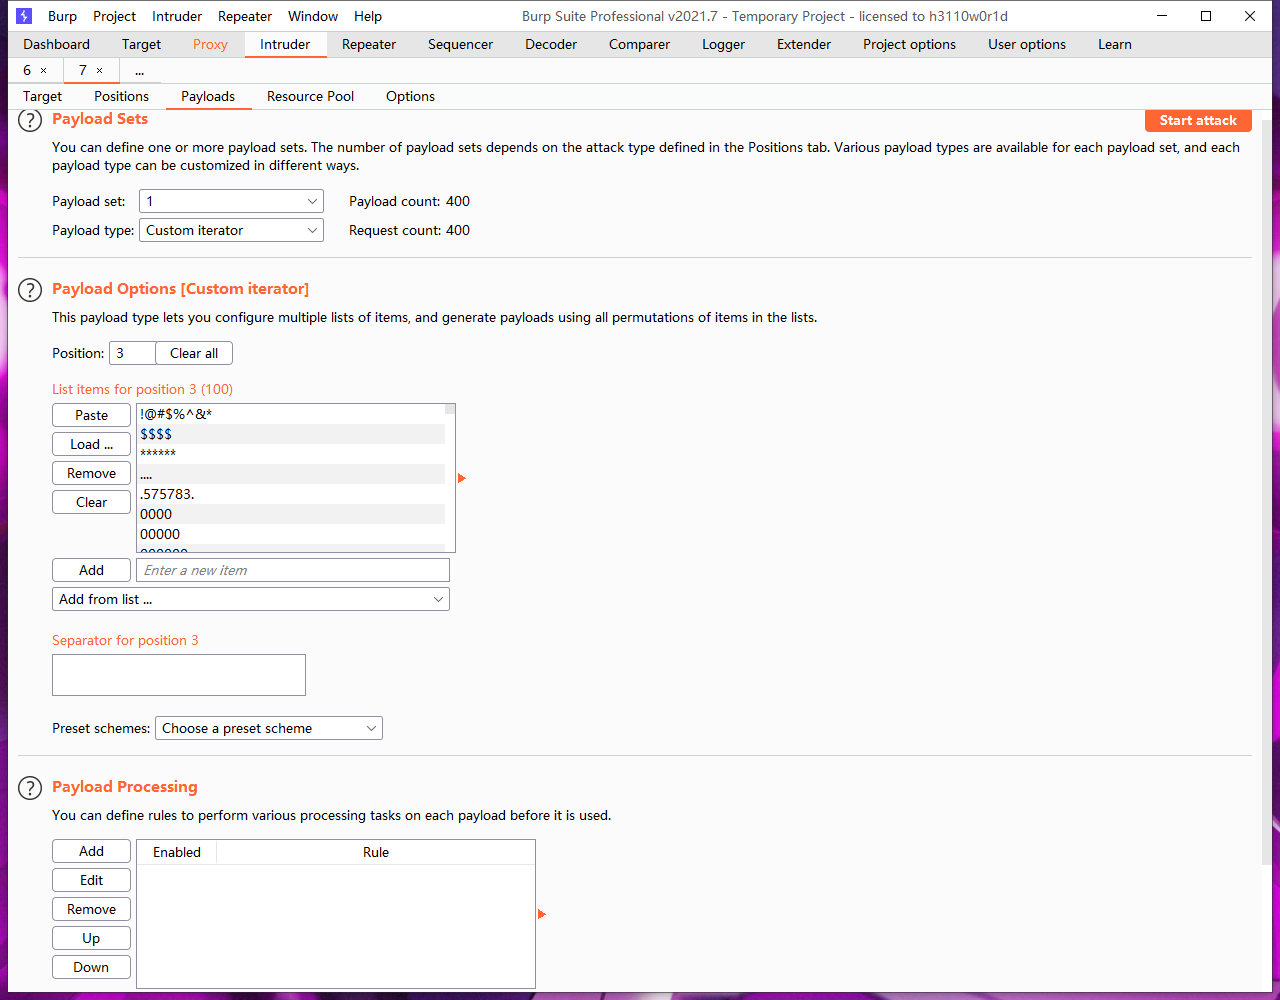 Burp Project Intruder Repeater Window Help Burp Suite Professional v2021.7 - Temporary Project - licensed to h3110w0r1d
Dashboard Target Proxy Intruder Repeater Sequencer Decoder Comparer Logger Extender Project options User options Learn
6 × 7 × ...
Target Positions Payloads Resource Pool Options
? Payload Sets Start attack
You can define one or more payload sets. The number of payload sets depends on the attack type defined in the Positions tab. Various payload types are available for each payload set, and each
payload type can be customized in different ways.
Payload set: 1 Payload count: 400
Payload type: Custom iterator Request count: 400
? Payload Options [Custom iterator]
This payload type lets you configure multiple lists of items, and generate payloads using all permutations of items in the lists.
Position: 3 Clear all
List items for position 3 (100)
Paste !@#$%^&*
$$$$
Load ... ******
Remove ....
.575783.
Clear 0000
00000
000000
Add Enter a new item
Add from list ...
Separator for position 3
Preset schemes: Choose a preset scheme
? Payload Processing
You can define rules to perform various processing tasks on each payload before it is used.
Add Enabled Rule
Edit
Remove
Up
Down